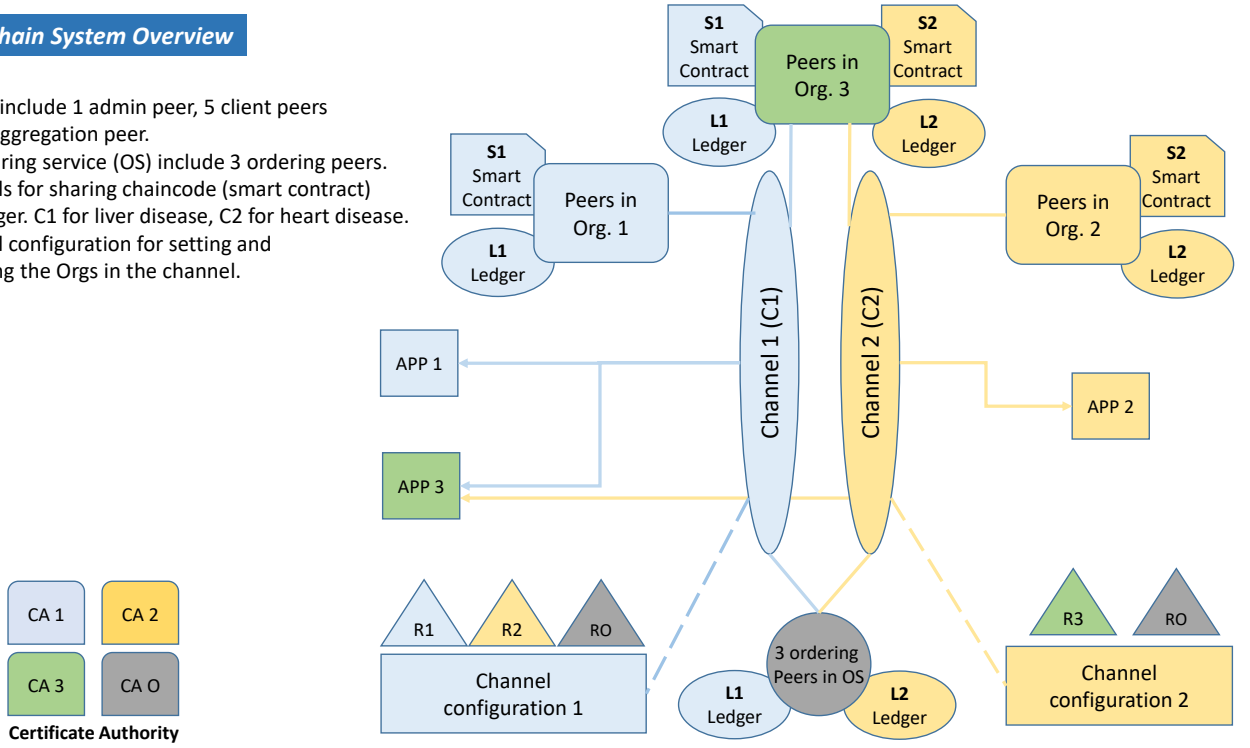 hain System Overview
include 1 admin peer, 5 client peers
ggregation peer.
ring service (OS) include 3 ordering peers.
ls for sharing chaincode (smart contract)
ger. C1 for liver disease, C2 for heart disease.
l configuration for setting and
ng the Orgs in the channel.
S1
Smart
Contract
Peers in
Org. 3
S2
Smart
Contract
L1
Ledger
L2
Ledger
S1
Smart
Contract
Peers in
Org. 1
L1
Ledger
Peers in
Org. 2
S2
Smart
Contract
L2
Ledger
Channel 1 (C1)
Channel 2 (C2)
APP 1
APP 2
APP 3
R1
R2
RO
Channel
configuration 1
3 ordering
Peers in OS
L1
Ledger
L2
Ledger
R3
RO
Channel
configuration 2
CA 1
CA 2
CA 3
CA O
Certificate Authority